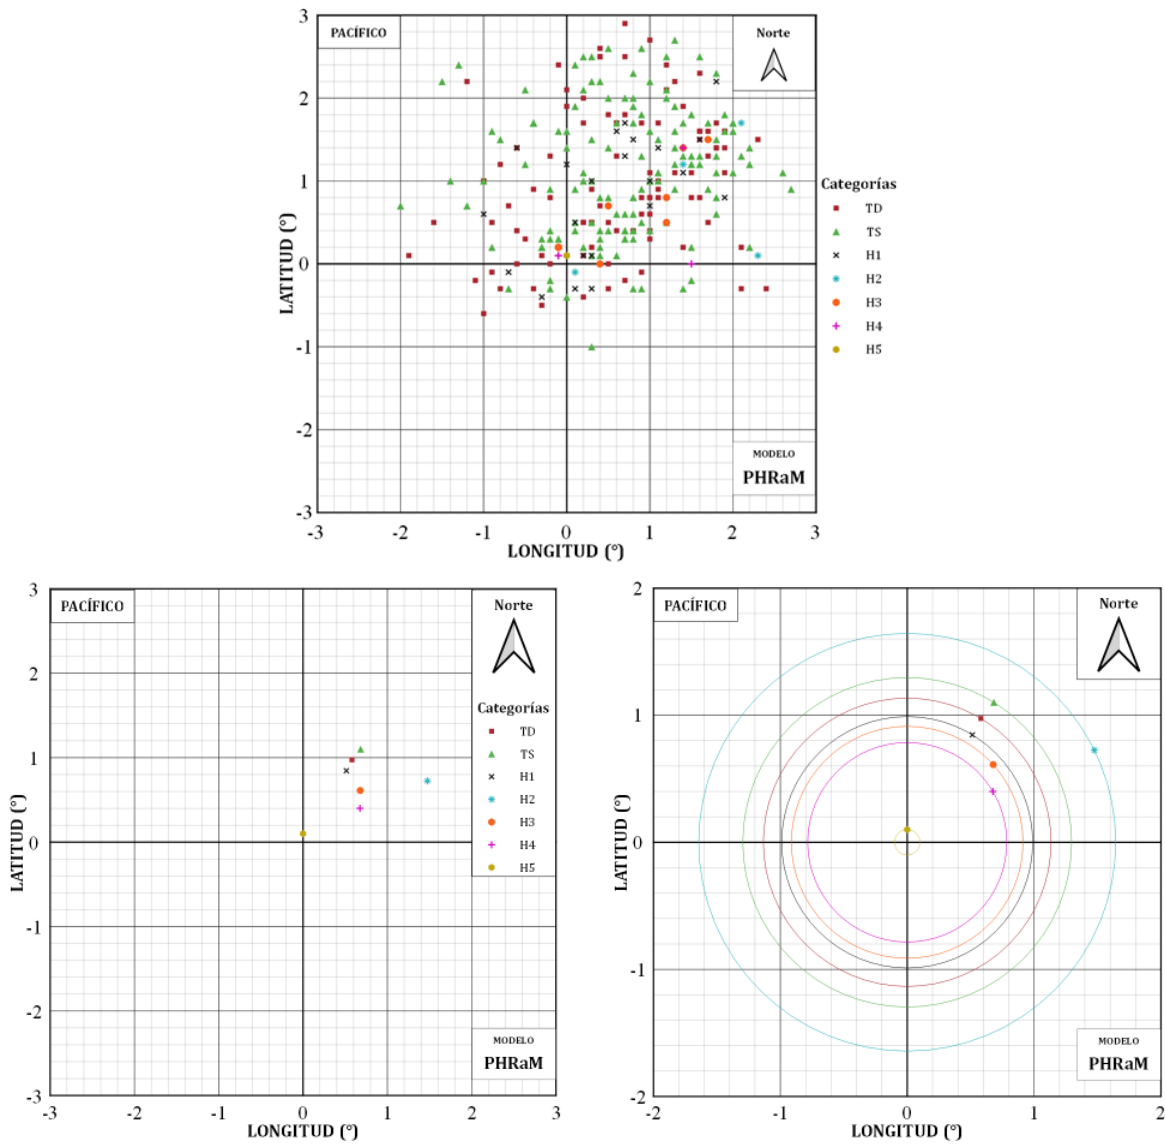 PACÍFICO
Norte
3
2
1
0
-1
-2
-3
-3
-2
-1
0
1
2
3
LATITUD (°)
LONGITUD (°)
MODELO
PHRaM
Categorías
TD
TS
H1
H2
H3
H4
H5
PACÍFICO
Norte
Categorías
TD
TS
H1
H2
H3
H4
H5
3
2
1
0
-1
-2
-3
-3
-2
-1
0
1
2
3
LATITUD (°)
LONGITUD (°)
MODELO
PHRaM
PACÍFICO
Norte
2
1
0
-1
-2
-2
-1
0
1
2
LATITUD (°)
LONGITUD (°)
MODELO
PHRaM